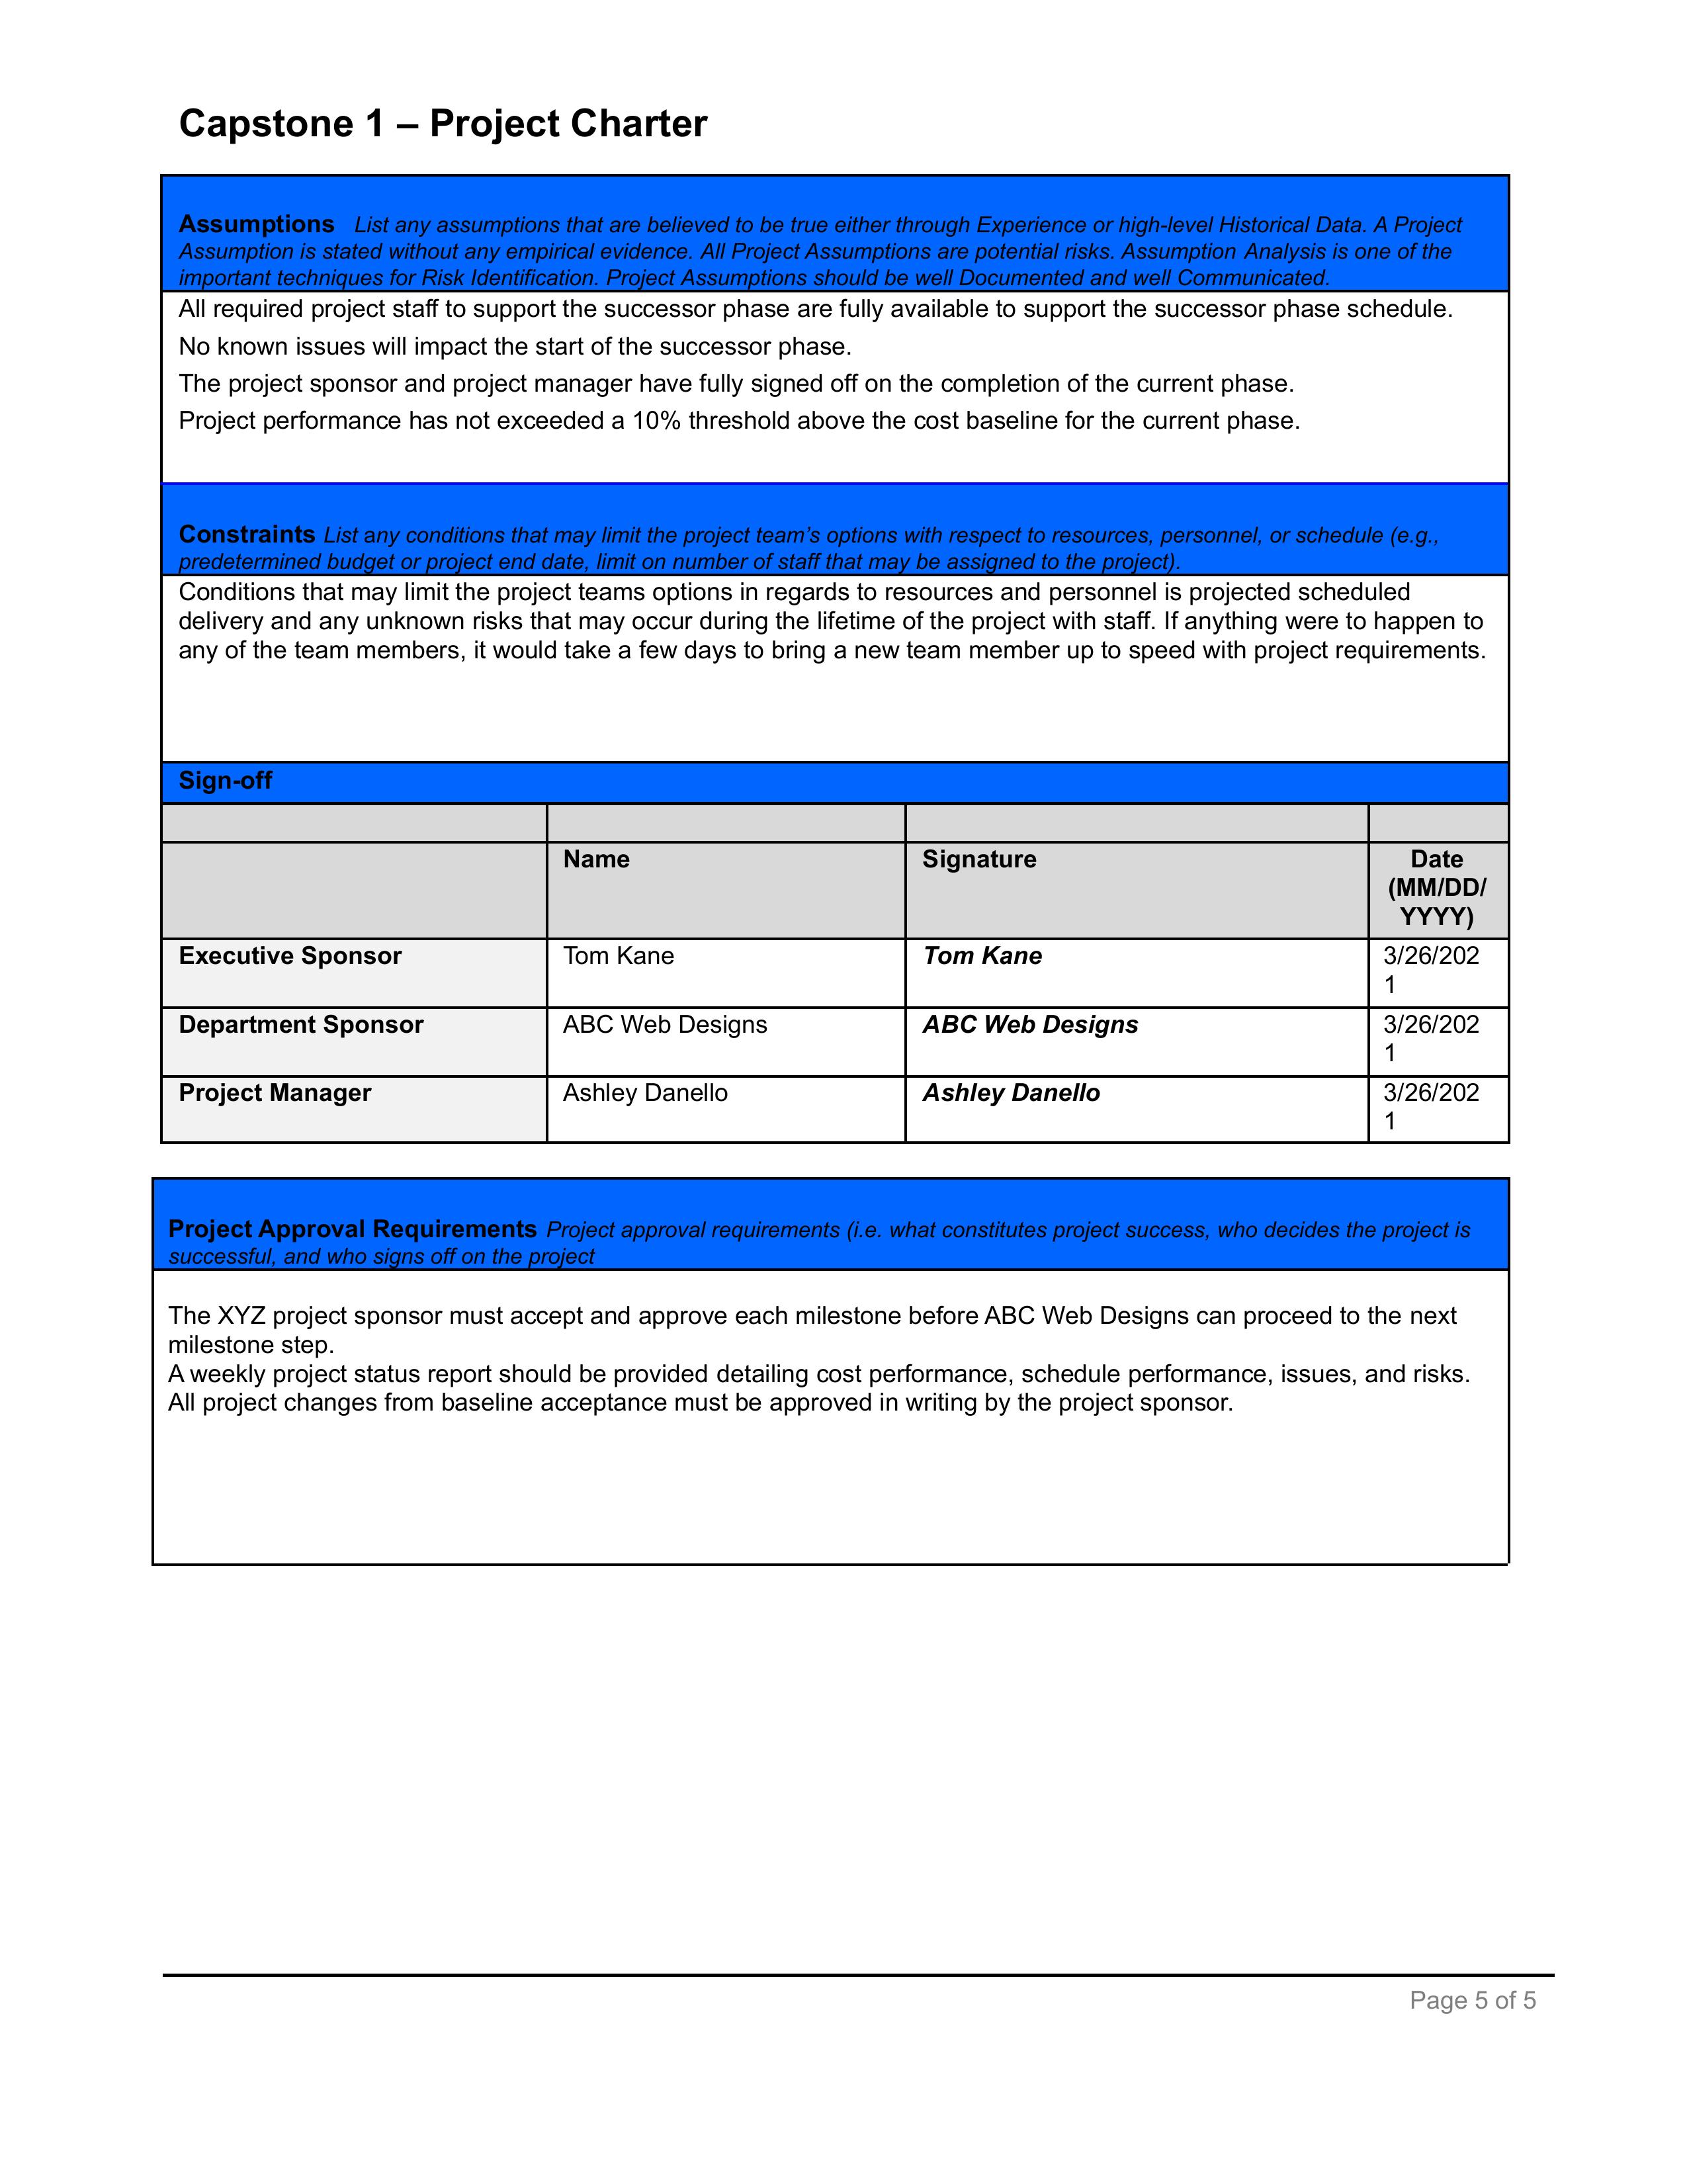 Capstone 1 – Project Charter
Assumptions List any assumptions that are believed to be true either through Experience or high-level Historical Data. A Project
Assumption is stated without any empirical evidence. All Project Assumptions are potential risks. Assumption Analysis is one of the
important techniques for Risk Identification. Project Assumptions should be well Documented and well Communicated.
All required project staff to support the successor phase are fully available to support the successor phase schedule.
No known issues will impact the start of the successor phase.
The project sponsor and project manager have fully signed off on the completion of the current phase.
Project performance has not exceeded a 10% threshold above the cost baseline for the current phase.
Constraints List any conditions that may limit the project team’s options with respect to resources, personnel, or schedule (e.g.,
predetermined budget or project end date, limit on number of staff that may be assigned to the project).
Conditions that may limit the project teams options in regards to resources and personnel is projected scheduled
delivery and any unknown risks that may occur during the lifetime of the project with staff. If anything were to happen to
any of the team members, it would take a few days to bring a new team member up to speed with project requirements.
Sign-off
Name Signature Date
(MM/DD/
YYYY)
Executive Sponsor Tom Kane Tom Kane 3/26/202
1
Department Sponsor ABC Web Designs ABC Web Designs 3/26/202
1
Project Manager Ashley Danello Ashley Danello 3/26/202
1
Project Approval Requirements Project approval requirements (i.e. what constitutes project success, who decides the project is
successful, and who signs off on the project
The XYZ project sponsor must accept and approve each milestone before ABC Web Designs can proceed to the next
milestone step.
A weekly project status report should be provided detailing cost performance, schedule performance, issues, and risks.
All project changes from baseline acceptance must be approved in writing by the project sponsor.
Page 5 of 5